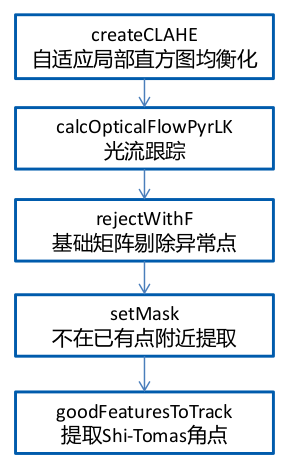 createCLAHE
自适应局部直方图均衡化
calcOpticalFlowPyrLK
光流跟踪
rejectWithF
基础矩阵剔除异常点
setMask
不在已有点附近提取
goodFeaturesToTrack
提取Shi-Tomas角点